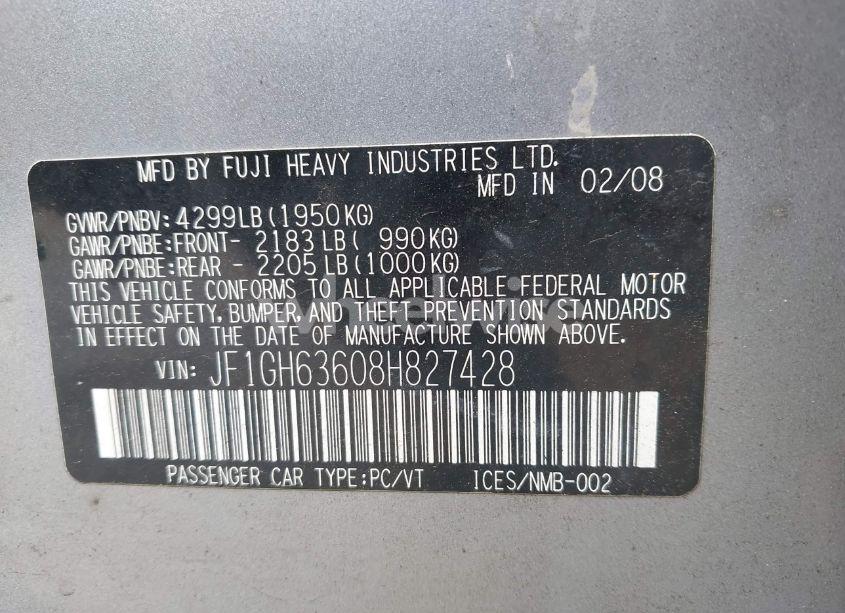 MFD BY FUJI HEAVY INDUSTRIES LTD.
MFD IN 02/08
GVWR/PNBV: 4299LB(1950KG)
GAWR/PNBE:FRONT- 2183LB( 990KG)
GAWR/PNBE:REAR - 2205LB(1000KG)
THIS VEHICLE CONFORMS TO ALL APPLICABLE FEDERAL MOTOR
VEHICLE SAFETY, BUMPER, AND THEFT PREVENTION STANDARDS
IN EFFECT ON THE DATE OF MANUFACTURE SHOWN ABOVE.
VIN: JF1GH63608H827428
PASSENGER CAR TYPE:PC/VT ICES/NMB-002